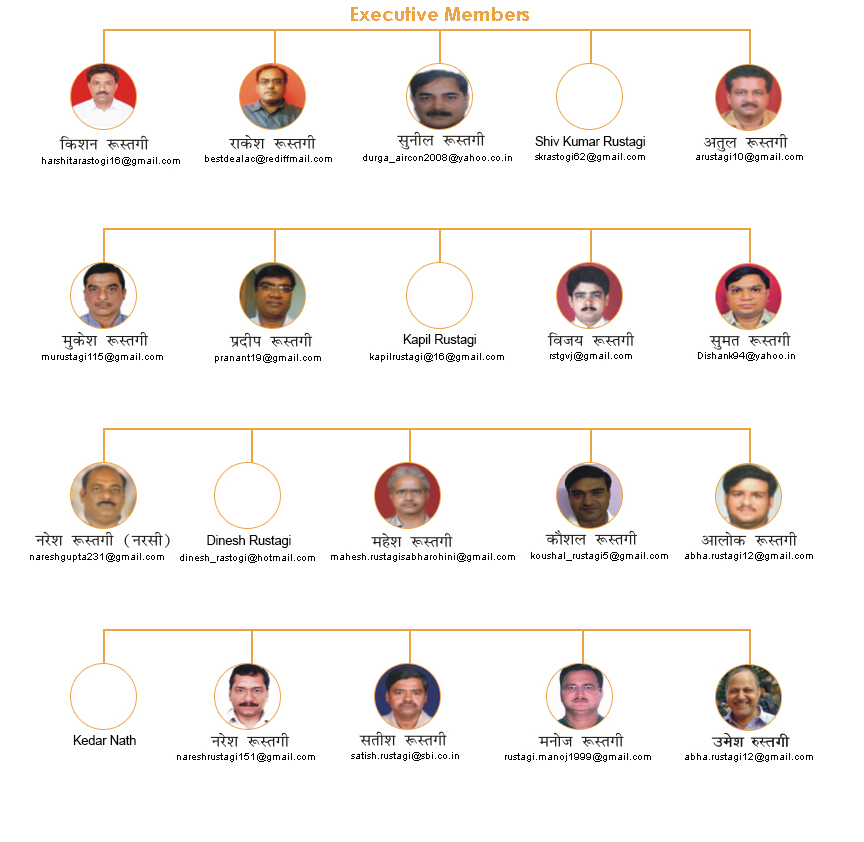 Executive Members
किशन रूस्तगी
harshitarastogi16@gmail.com
राकेश रूस्तगी
bestdealac@rediffmail.com
सुनील रूस्तगी
durga_aircon2008@yahoo.co.in
Shiv Kumar Rustagi
skrastogi62@gmail.com
अतुल रूस्तगी
arustagi10@gmail.com
मुकेश रूस्तगी
murustagi115@gmail.com
प्रदीप रूस्तगी
pranant19@gmail.com
Kapil Rustagi
kapilrustagi@16@gmail.com
विजय रूस्तगी
rstgvj@gmail.com
सुमत रूस्तगी
Dishank94@yahoo.in
नरेश रूस्तगी (नरसी)
nareshgupta231@gmail.com
Dinesh Rustagi
dinesh_rastogi@hotmail.com
महेश रूस्तगी
mahesh.rustagisabharohini@gmail.com
कौशल रूस्तगी
koushal_rustagi5@gmail.com
आलोक रूस्तगी
abha.rustagi12@gmail.com
Kedar Nath
नरेश रूस्तगी
nareshrustagi151@gmail.com
सतीश रूस्तगी
satish.rustagi@sbi.co.in
मनोज रूस्तगी
rustagi.manoj1999@gmail.com
उमेश रुस्तगी
abha.rustagi12@gmail.com